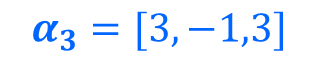 α₃ = [3, −1,3]